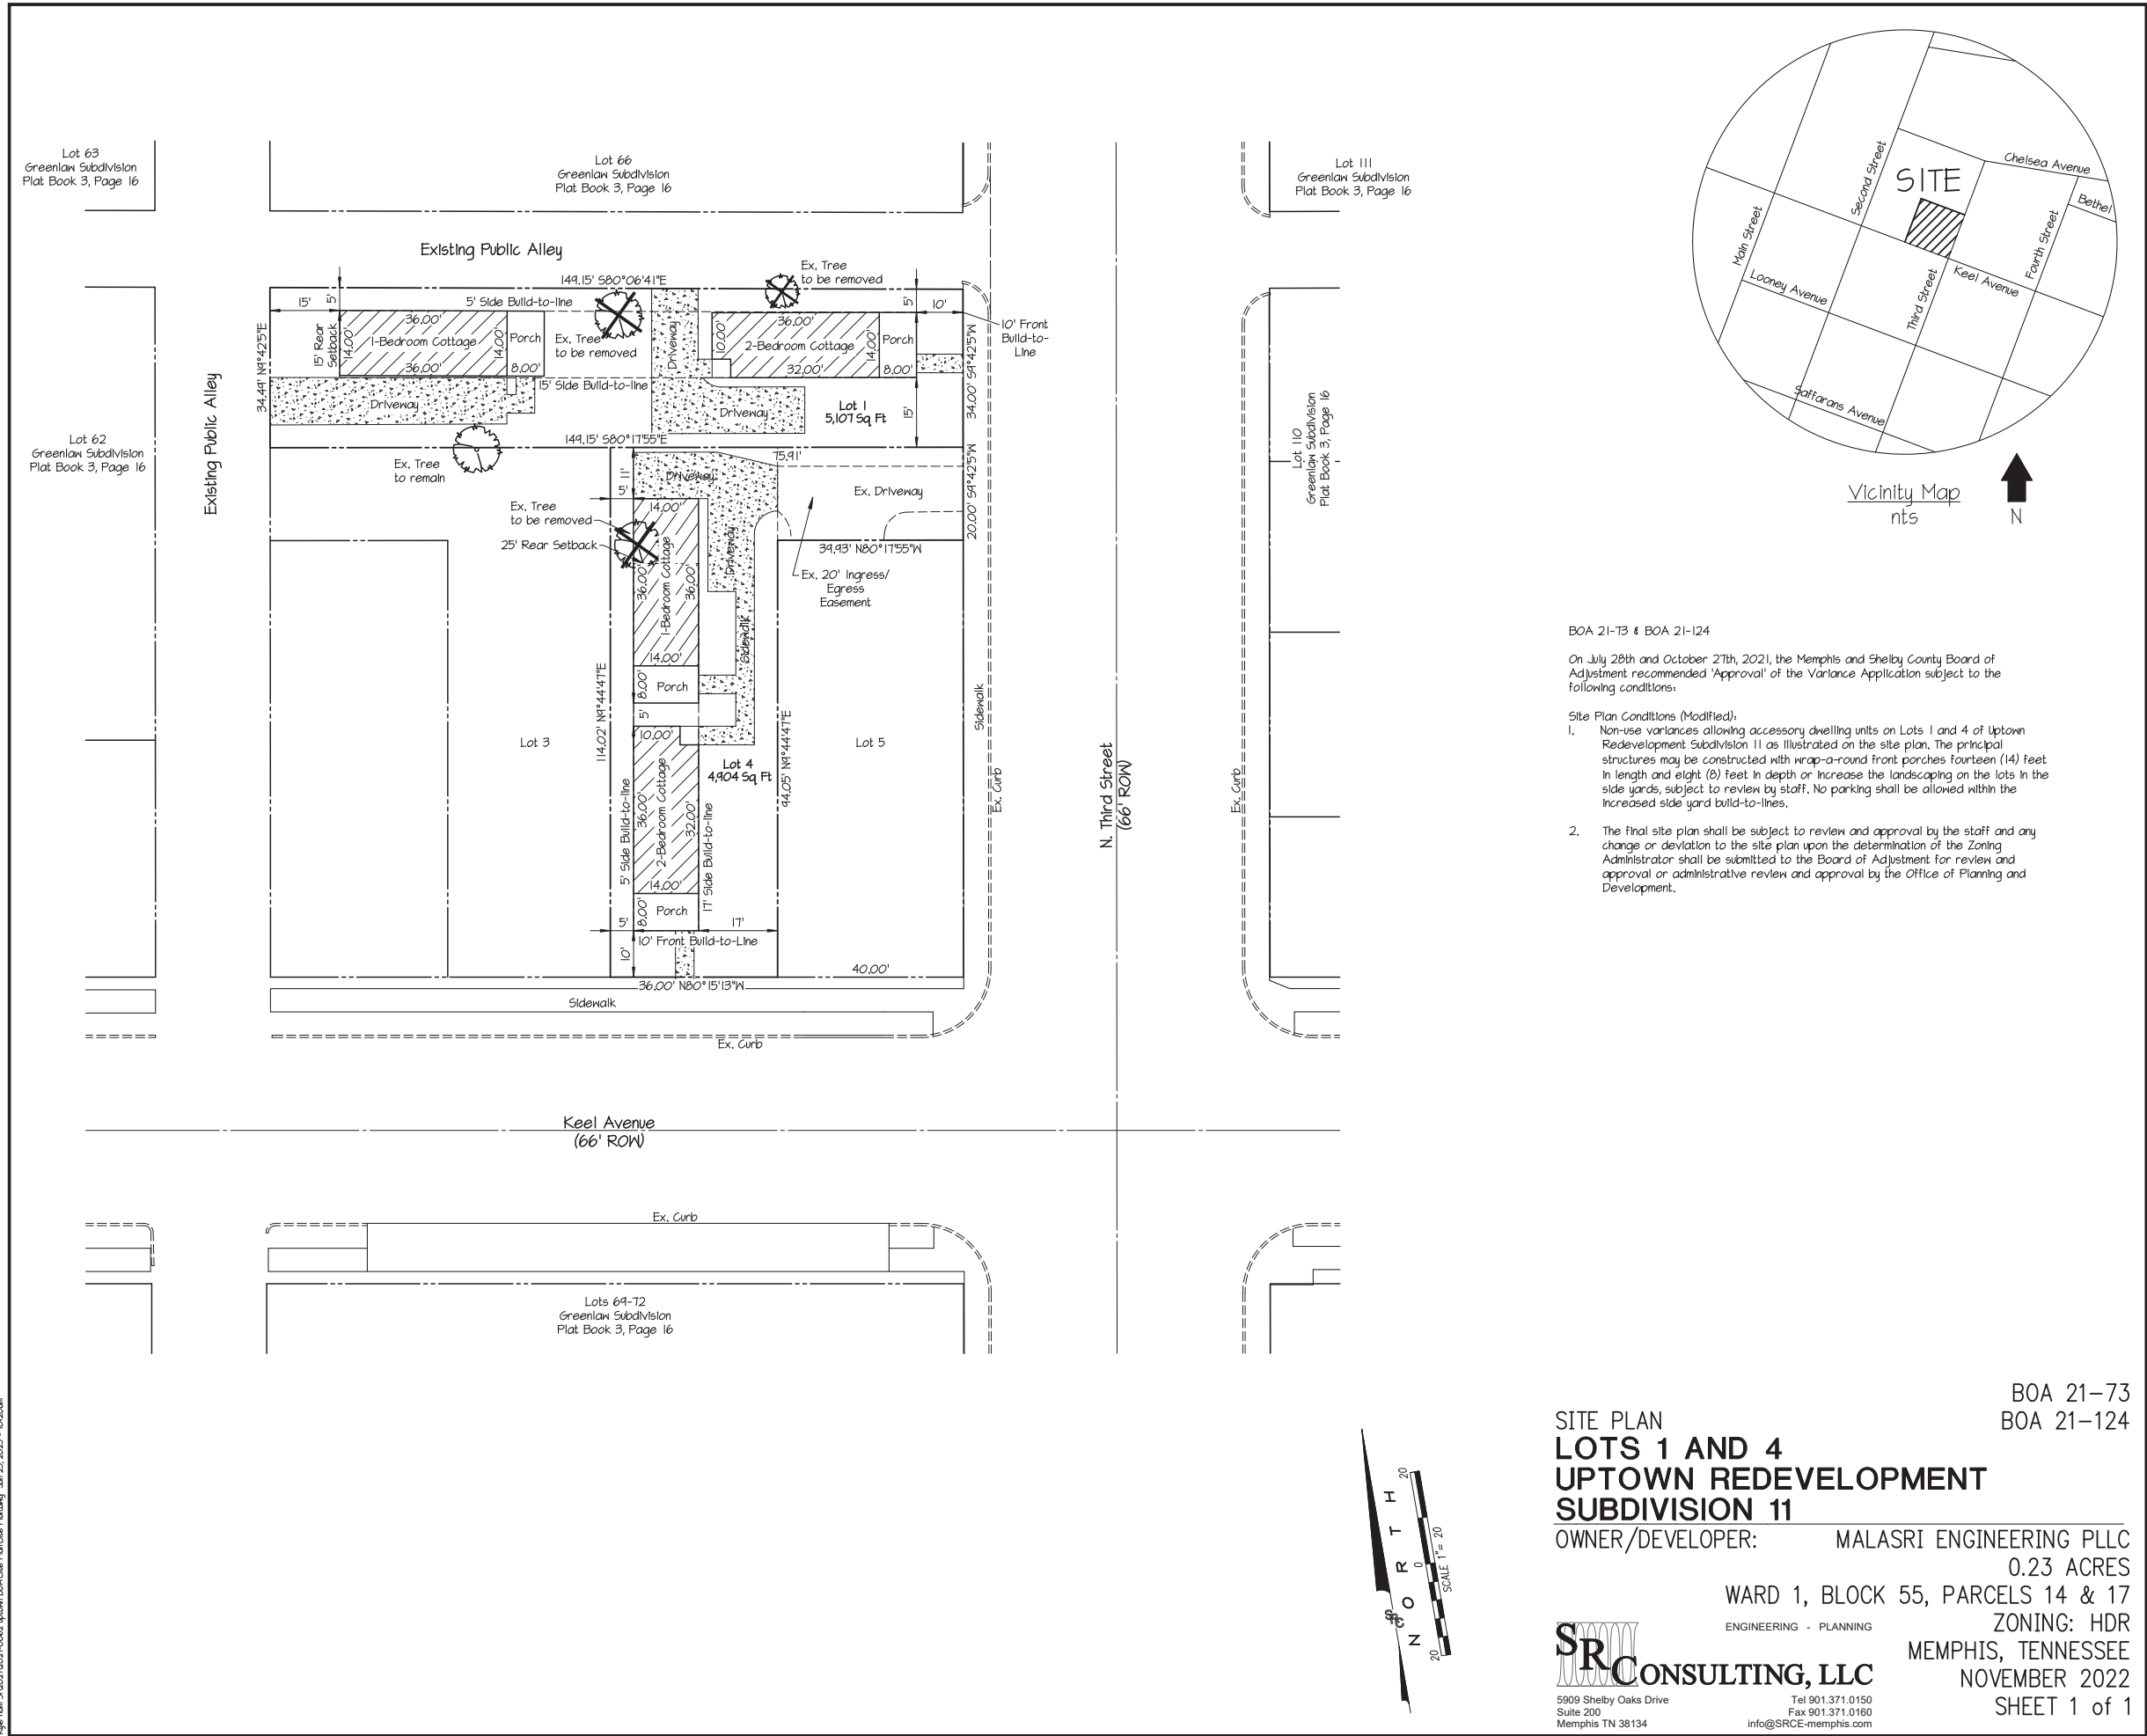 Lot 63
Greenlaw Subdivision
Plat Book 3, Page 16
Lot 66
Greenlaw Subdivision
Plat Book 3, Page 16
Lot 111
Greenlaw Subdivision
Plat Book 3, Page 16
Existing Public Alley
149.15' S80°06'41"E
Ex. Tree
to be removed
15'
5'
5' Side Build-to-line
5'
10'
10' Front
Build-to-
Line
34.49' N9°42'5"E
15' Rear
Setback
14.00'
36.00'
1-Bedroom Cottage
36.00'
14.00'
Porch
8.00'
Ex. Tree
to be removed
Driveway
10.00'
36.00'
2-Bedroom Cottage
32.00'
14.00'
Porch
8.00'
34.00' S9°42'5"W
15' Side Build-to-line
Driveway
Driveway
Lot 1
5,107 Sq Ft
15'
149.15' S80°17'55"E
Existing Public Alley
Lot 62
Greenlaw Subdivision
Plat Book 3, Page 16
Ex. Tree
to remain
11'
5'
Driveway
75.91'
Ex. Driveway
20.00' S9°42'5"W
Ex. Tree
to be removed
25' Rear Setback
14.00'
36.00'
1-Bedroom Cottage
36.00'
14.00'
Driveway
39.93' N80°17'55"W
Ex. 20' Ingress/
Egress
Easement
Sidewalk
8.00'
Porch
5'
114.02' N9°44'47"E
Lot 3
10.00'
Lot 4
4,904 Sq Ft
94.05' N9°44'47"E
Lot 5
5' Side Build-to-line
36.00'
2-Bedroom Cottage
32.00'
17' Side Build-to-line
14.00'
8.00'
Porch
5'
17'
10' Front Build-to-Line
10'
40.00'
36.00' N80°15'13"W
Sidewalk
Ex. Curb
Sidewalk
Ex. Curb
N. Third Street
(66' ROW)
Ex. Curb
Lot 110
Greenlaw Subdivision
Plat Book 3, Page 16
Keel Avenue
(66' ROW)
Ex. Curb
Lots 69-72
Greenlaw Subdivision
Plat Book 3, Page 16
Main Street
Second Street
SITE
Chelsea Avenue
Bethel
Fourth Street
Keel Avenue
Third Street
Looney Avenue
Saffarans Avenue
Vicinity Map
nts
N
BOA 21-73 & BOA 21-124
On July 28th and October 27th, 2021, the Memphis and Shelby County Board of
Adjustment recommended 'Approval' of the Variance Application subject to the
following conditions:
Site Plan Conditions (Modified):
1. Non-use variances allowing accessory dwelling units on Lots 1 and 4 of Uptown
Redevelopment Subdivision 11 as illustrated on the site plan. The principal
structures may be constructed with wrap-a-round front porches fourteen (14) feet
in length and eight (8) feet in depth or increase the landscaping on the lots in the
side yards, subject to review by staff. No parking shall be allowed within the
increased side yard build-to-lines.
2. The final site plan shall be subject to review and approval by the staff and any
change or deviation to the site plan upon the determination of the Zoning
Administrator shall be submitted to the Board of Adjustment for review and
approval or administrative review and approval by the Office of Planning and
Development.
NORTH
SRC
20
0
20
SCALE 1"= 20
BOA 21-73
SITE PLAN
BOA 21-124
LOTS 1 AND 4
UPTOWN REDEVELOPMENT
SUBDIVISION 11
OWNER/DEVELOPER: MALASRI ENGINEERING PLLC
0.23 ACRES
WARD 1, BLOCK 55, PARCELS 14 & 17
ZONING: HDR
MEMPHIS, TENNESSEE
NOVEMBER 2022
SHEET 1 of 1
ENGINEERING - PLANNING
SR CONSULTING, LLC
5909 Shelby Oaks Drive
Suite 200
Memphis TN 38134
Tel 901.371.0150
Fax 901.371.0160
info@SRCE-memphis.com